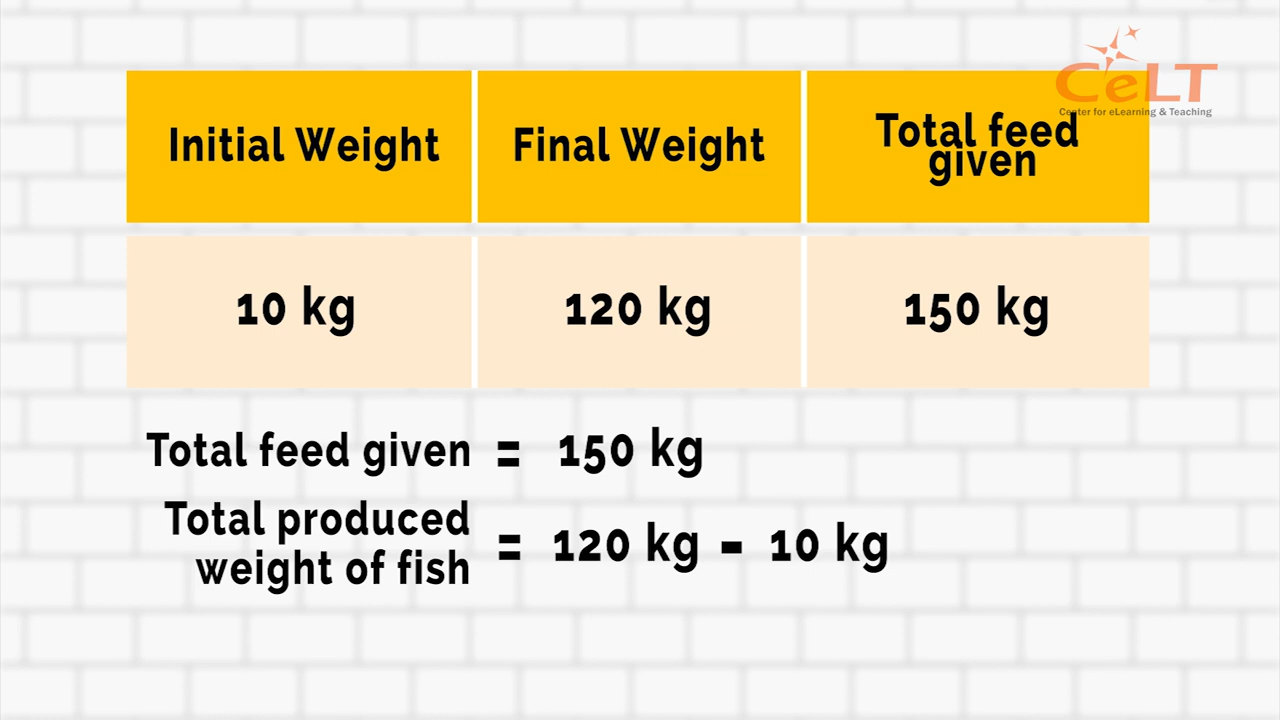 CeLT
Center for eLearning & Teaching
Initial Weight
Final Weight
Total feed
given
10 kg
120 kg
150 kg
Total feed given = 150 kg
Total produced
weight of fish = 120 kg - 10 kg